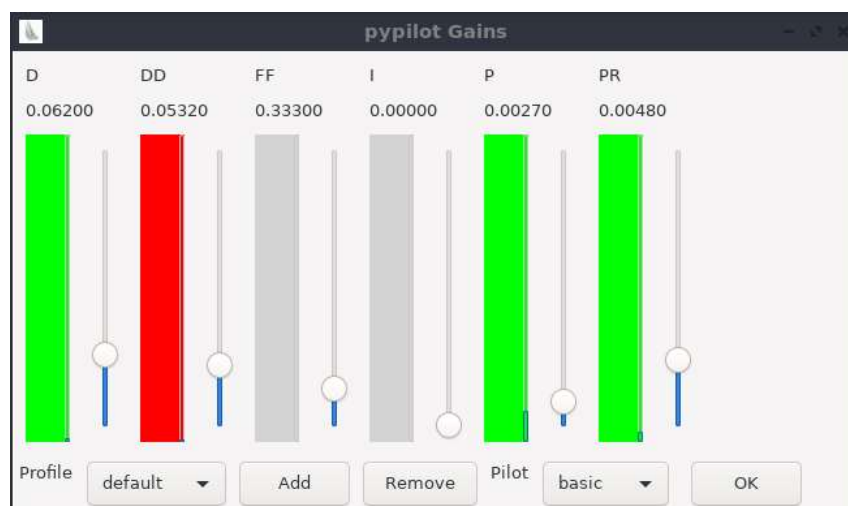 pypilot Gains
D DD FF I P PR
0.06200 0.05320 0.33300 0.00000 0.00270 0.00480
Profile default Add Remove Pilot basic OK